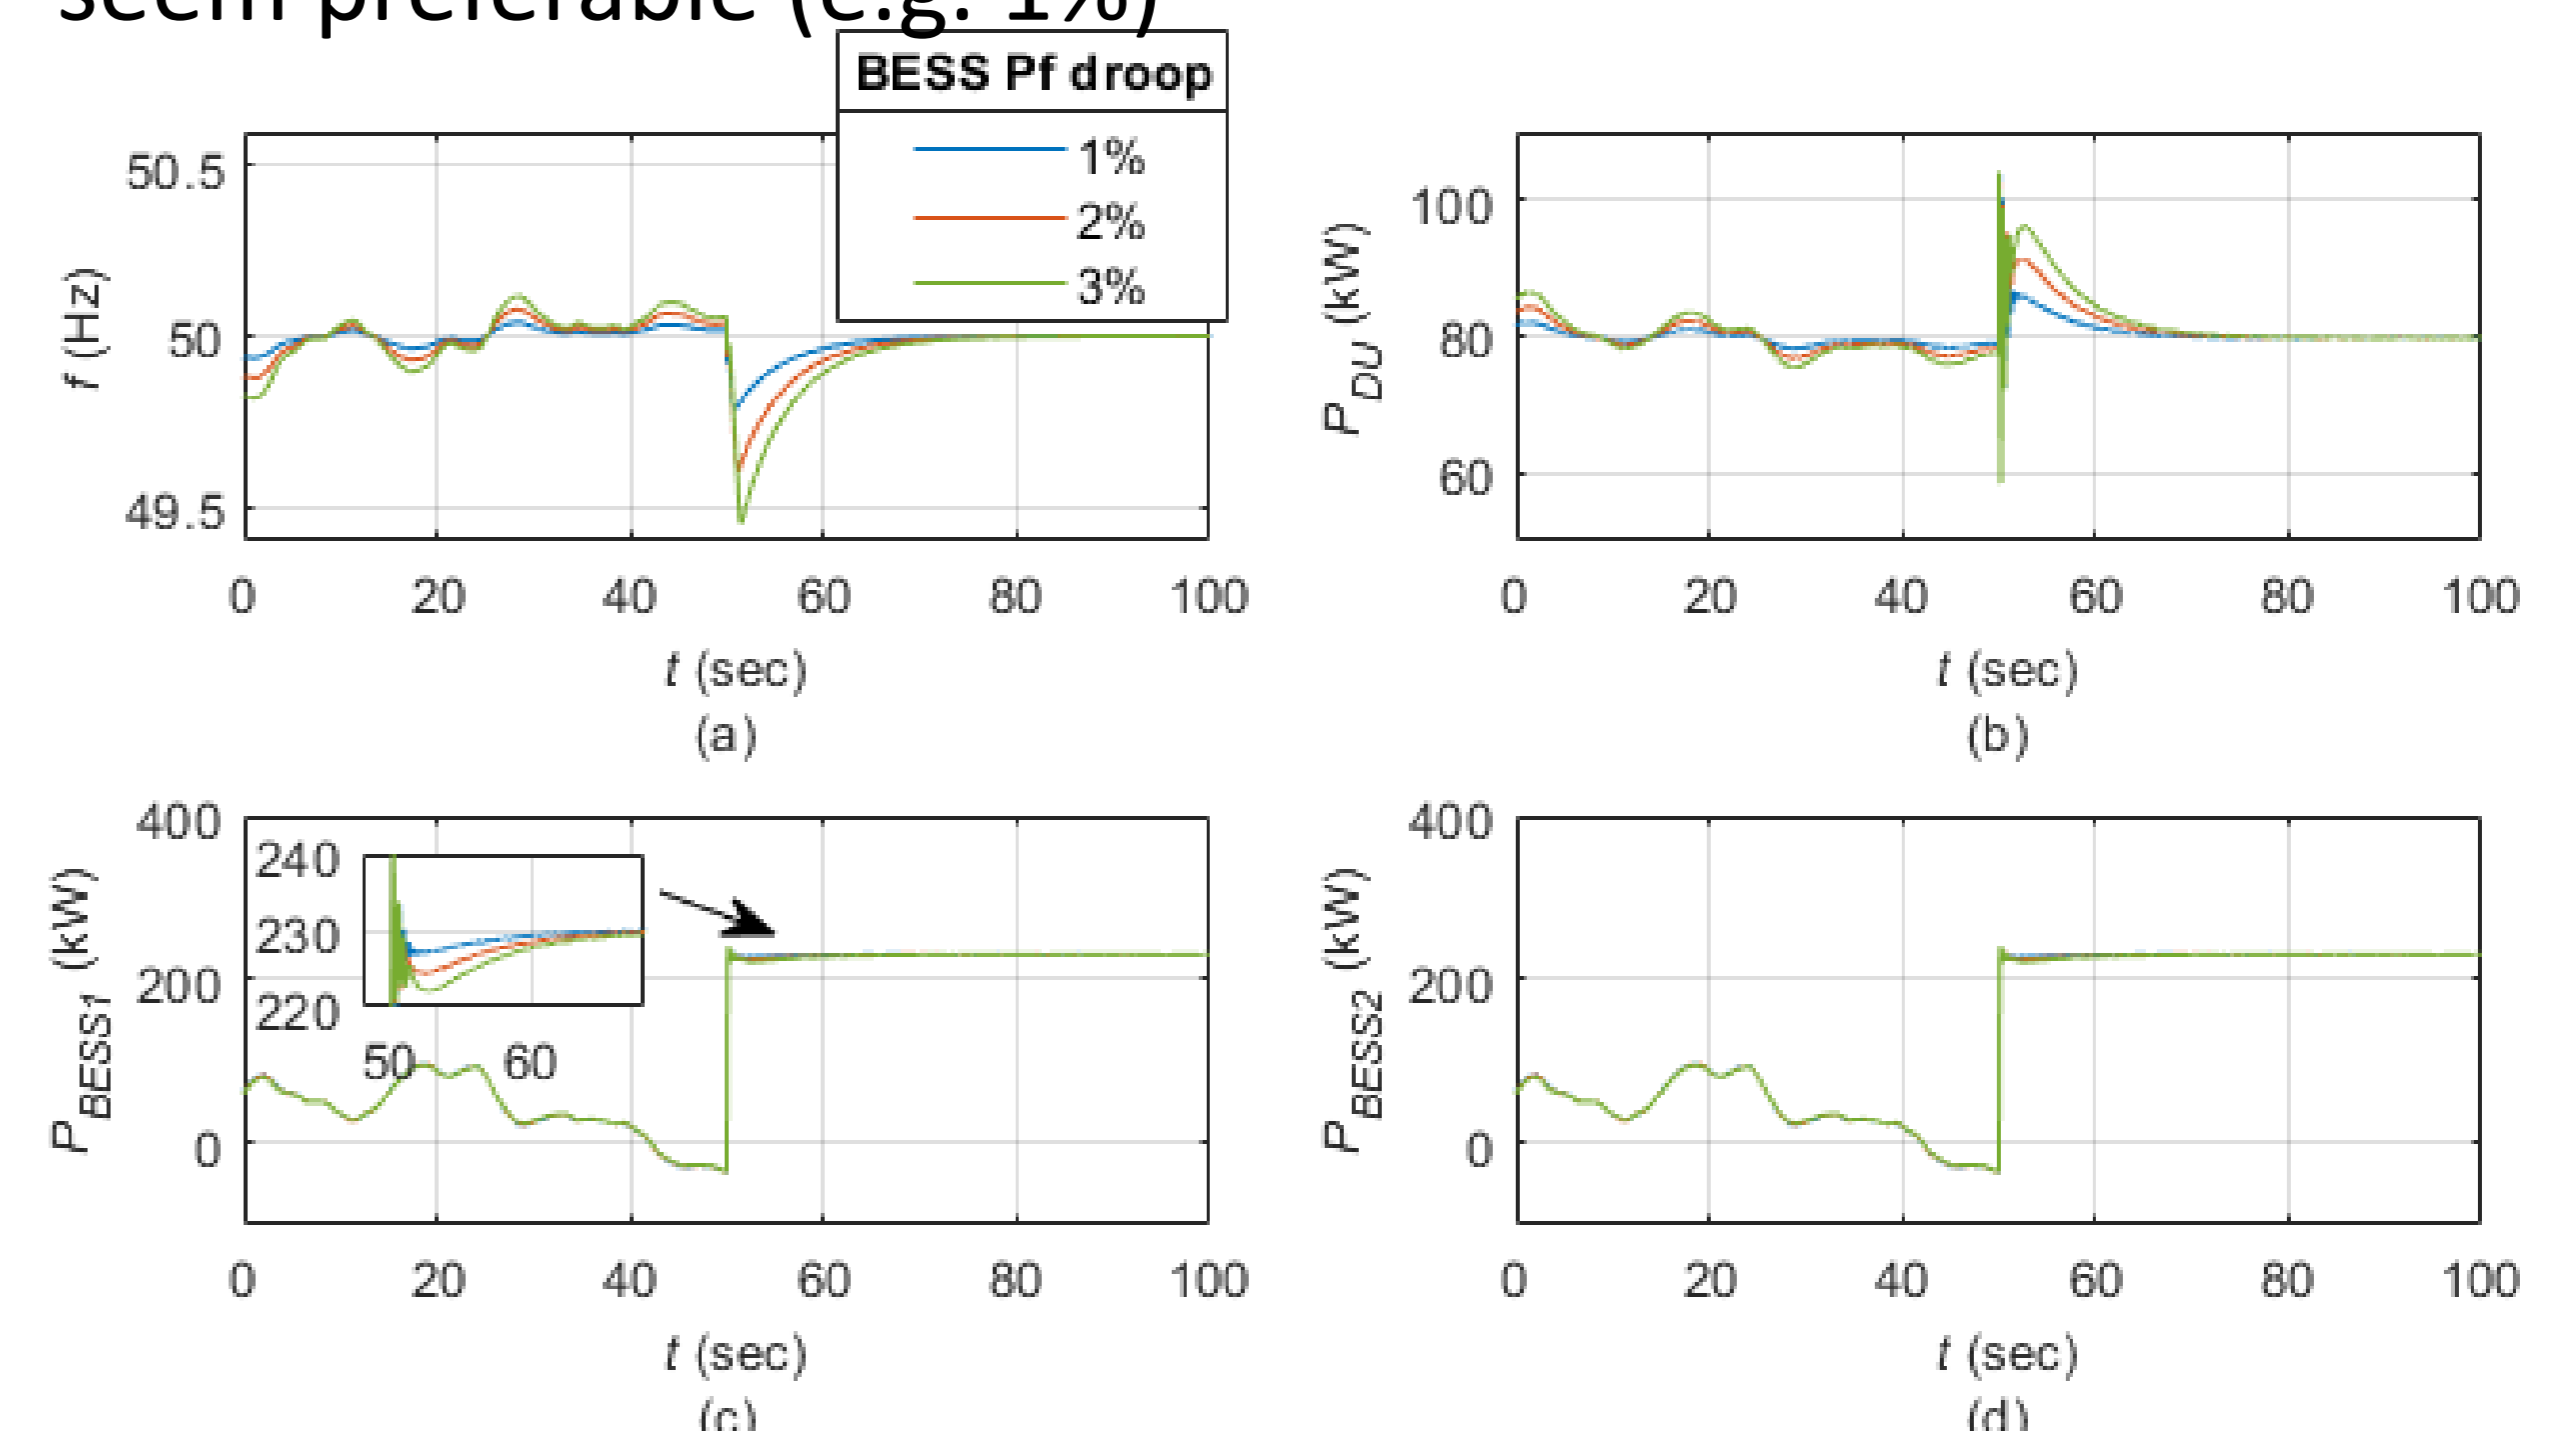 seem preferable (e.g. 1%)
BESS Pf droop
1%
2%
3%
50.5
50
49.5
f (Hz)
0 20 40 60 80 100
t (sec)
(a)
100
80
60
P_DU (kW)
0 20 40 60 80 100
t (sec)
(b)
400
200
0
P_BESS1 (kW)
240
230
220
50 60
0 20 40 60 80 100
t (sec)
(c)
400
200
0
P_BESS2 (kW)
0 20 40 60 80 100
t (sec)
(d)